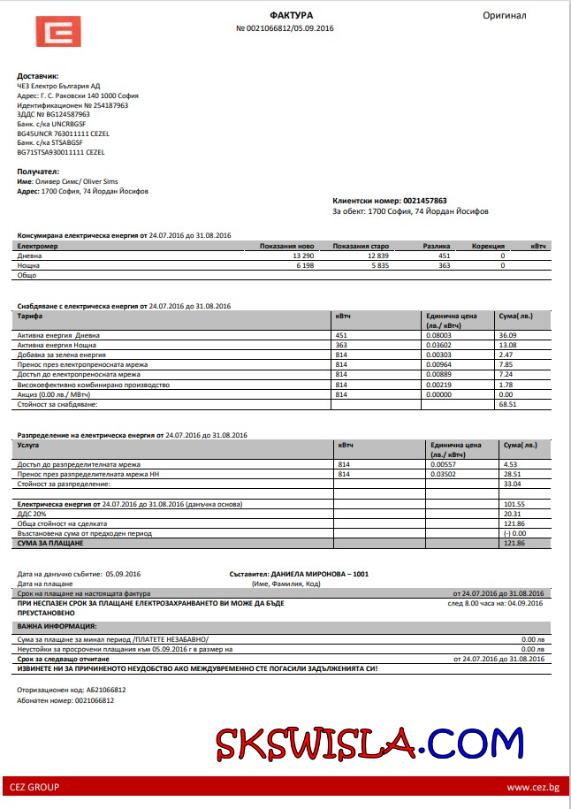 ФАКТУРА
Оригинал
№ 0021066812/05.09.2016
Доставчик:
ЧЕЗ Електро България АД
Адрес: Г. С. Раковски 140 1000 София
Идентификационен № 254187963
ЗДДС № BG124587963
Банк. с/ка UNCRBGSF
BG45UNCR 763011111 CEZEL
Банк. с/ка STSABGSF
BG71STSA930011111 CEZEL
Получател:
Име: Оливер Симс/ Oliver Sims
Адрес: 1700 София, 74 Йордан Йосифов
Клиентски номер: 0021457863
За обект: 1700 София, 74 Йордан Йосифов
Консумирана електрическа енергия от 24.07.2016 до 31.08.2016
Електромер Показания ново Показания старо Разлика Корекция кВтч
Дневна 13 290 12 839 451 0
Нощна 6 198 5 835 363 0
Общо
Снабдяване с електрическа енергия от 24.07.2016 до 31.08.2016
Тарифа кВтч Единична цена (лв./ кВтч) Сума( лв.)
Активна енергия Дневна 451 0.08003 36.09
Активна енергия Нощна 363 0.03602 13.08
Добавка за зелена енергия 814 0.00303 2.47
Пренос през електропреносната мрежа 814 0.00964 7.85
Достъп до електропреносната мрежа 814 0.00889 7.24
Високоефективно комбинирано производство 814 0.00219 1.78
Акциз (0.00 лв./ МВтч) 814 0.00000 0.00
Стойност за снабдяване: 68.51
Разпределение на електрическа енергия от 24.07.2016 до 31.08.2016
Услуга кВтч Единична цена (лв./ кВтч) Сума(лв.)
Достъп до разпределителната мрежа 814 0.00557 4.53
Пренос през разпределителната мрежа НН 814 0.03502 28.51
Стойност за разпределение: 33.04
Електрическа енергия от 24.07.2016 до 31.08.2016 (данъчка основа) 101.55
ДДС 20% 20.31
Обща стойност на сделката 121.86
Възстановена сума от предходен период (-) 0.00
СУМА ЗА ПЛАЩАНЕ 121.86
Дата на данъчно събитие: 05.09.2016 Съставител: ДАНИЕЛА МИРОНОВА – 1001
Дата на плащане (Име, Фамилия, Код)
Срок на плащане на настоящата фактура от 24.07.2016 до 31.08.2016
ПРИ НЕСПАЗЕН СРОК ЗА ПЛАЩАНЕ ЕЛЕКТРОЗАХРАНВАНЕТО ВИ МОЖЕ ДА БЪДЕ след 8.00 часа на: 04.09.2016
ПРЕУСТАНОВЕНО
ВАЖНА ИНФОРМАЦИЯ:
Сума за плащане за минал период /ПЛАТЕТЕ НЕЗАБАВНО/ 0.00 лв
Неустойки за просрочени плащания към 05.09.2016 г в размер на 0.00 лв
Срок за следващо отчитане от 24.07.2016 до 31.08.2016
ИЗВИНЕТЕ НИ ЗА ПРИЧИНЕНОТО НЕУДОБСТВО АКО МЕЖДУВРЕМЕННО СТЕ ПОГАСИЛИ ЗАДЪЛЖЕНИЯТА СИ!
Оторизационен код: АБ21066812
Абонатен номер: 0021066812
SKSWISLA.COM
CEZ GROUP www.cez.bg